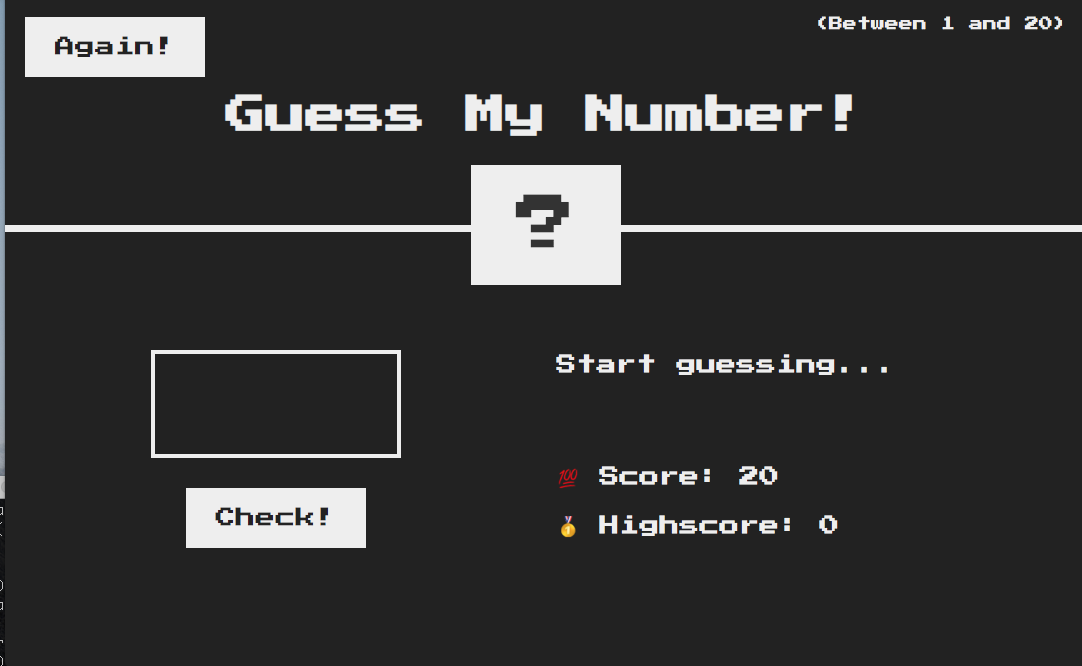 (Between 1 and 20)
Again!
Guess My Number!
?
Start guessing...
💯 Score: 20
Check!
🥇 Highscore: 0